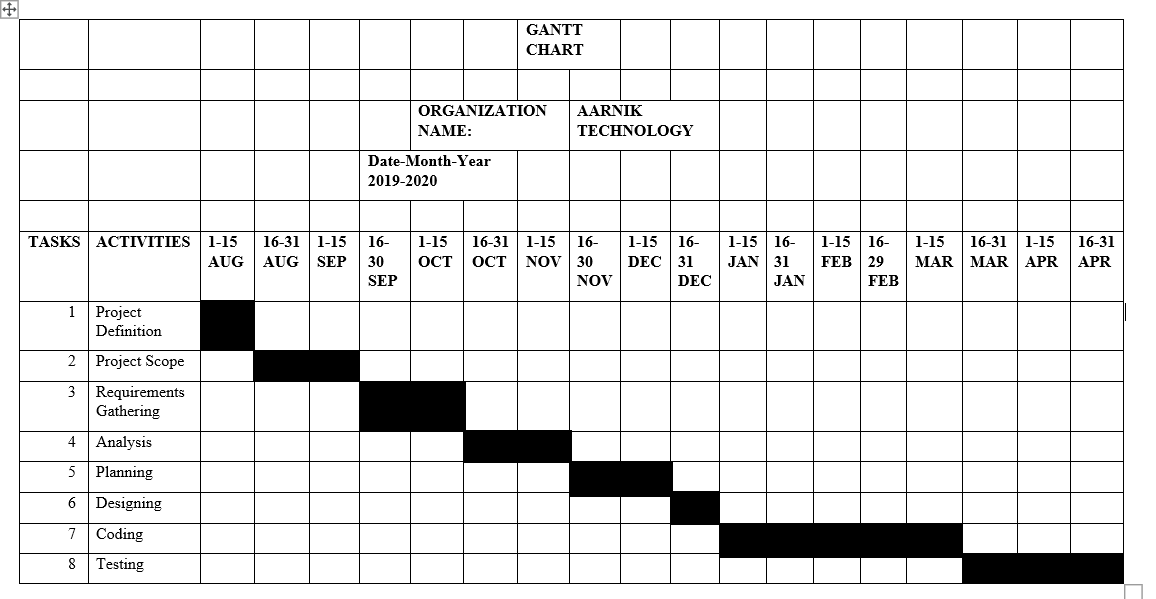 GANTT
CHART
ORGANIZATION AARNIK
NAME: TECHNOLOGY
Date-Month-Year
2019-2020
TASKS ACTIVITIES 1-15 16-31 1-15 16- 1-15 16-31 1-15 16- 1-15 16- 1-15 16- 1-15 16- 1-15 16-31 1-15 16-31
AUG AUG SEP 30 OCT OCT NOV 30 DEC 31 JAN 31 FEB 29 MAR MAR APR APR
SEP NOV DEC JAN FEB
1 Project
Definition
2 Project Scope
3 Requirements
Gathering
4 Analysis
5 Planning
6 Designing
7 Coding
8 Testing